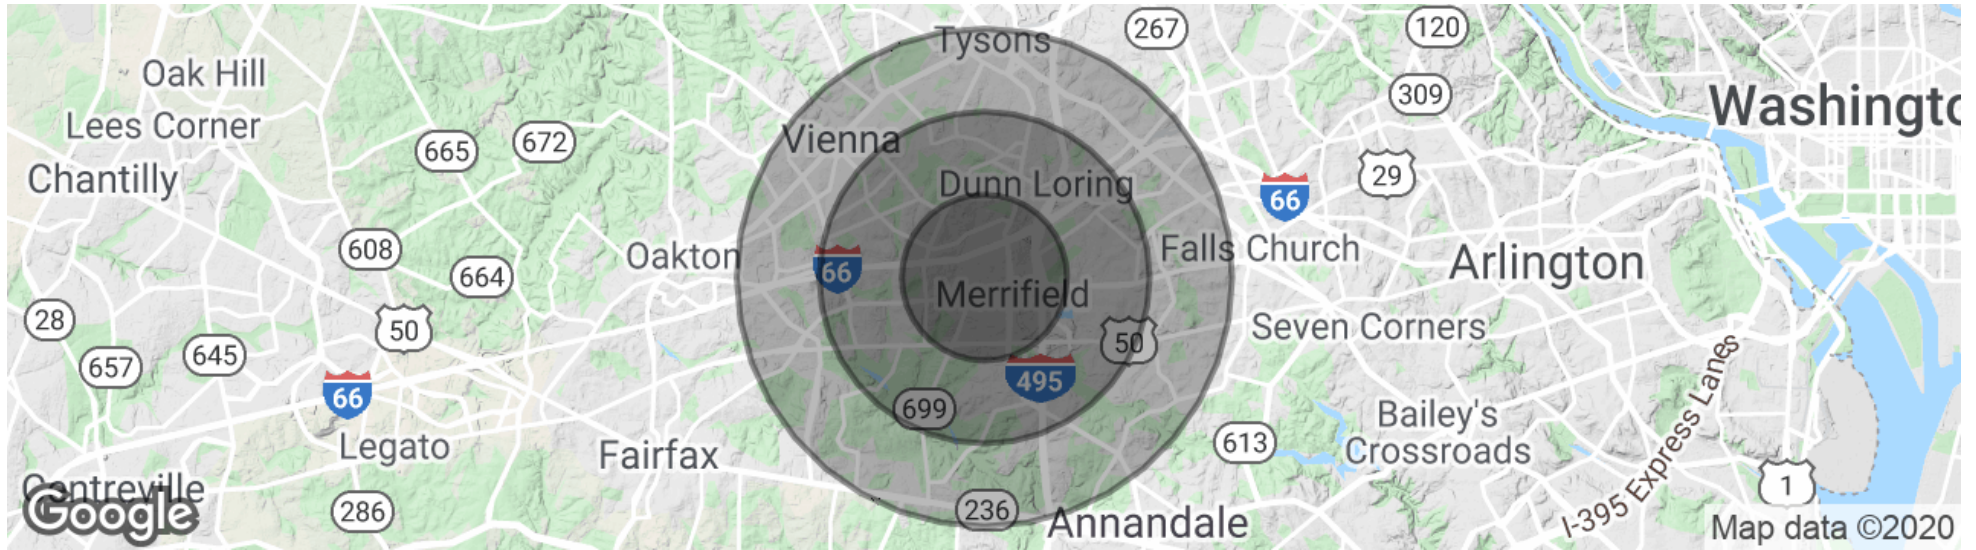 Tysons
267
120
Oak Hill
309
Washingto
Lees Corner
665
672
Vienna
Chantilly
Dunn Loring
29
66
608
Oakton
66
Falls Church
Arlington
664
Merrifield
28
50
50
Seven Corners
657
645
66
495
I-395 Express Lanes
699
Bailey's
Crossroads
613
Legato
Fairfax
Centreville
Google
286
236
Annandale
1
Map data ©2020